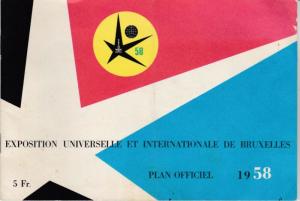 58
EXPOSITION UNIVERSELLE ET INTERNATIONALE DE BRUXELLES
PLAN OFFICIEL 1958
5 Fr.